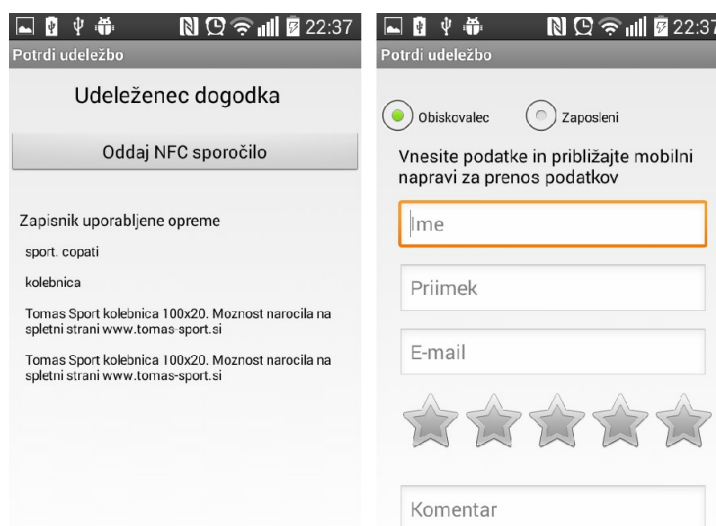 22:37
Potrdi udeležbo
Udeleženec dogodka
Oddaj NFC sporočilo
Zapisnik uporabljene opreme
sport. copati
kolebnica
Tomas Sport kolebnica 100x20. Moznost narocila na
spletni strani www.tomas-sport.si
Tomas Sport kolebnica 100x20. Moznost narocila na
spletni strani www.tomas-sport.si
22:37
Potrdi udeležbo
Obiskovalec
Zaposleni
Vnesite podatke in približajte mobilni
napravi za prenos podatkov
Ime
Priimek
E-mail
Komentar